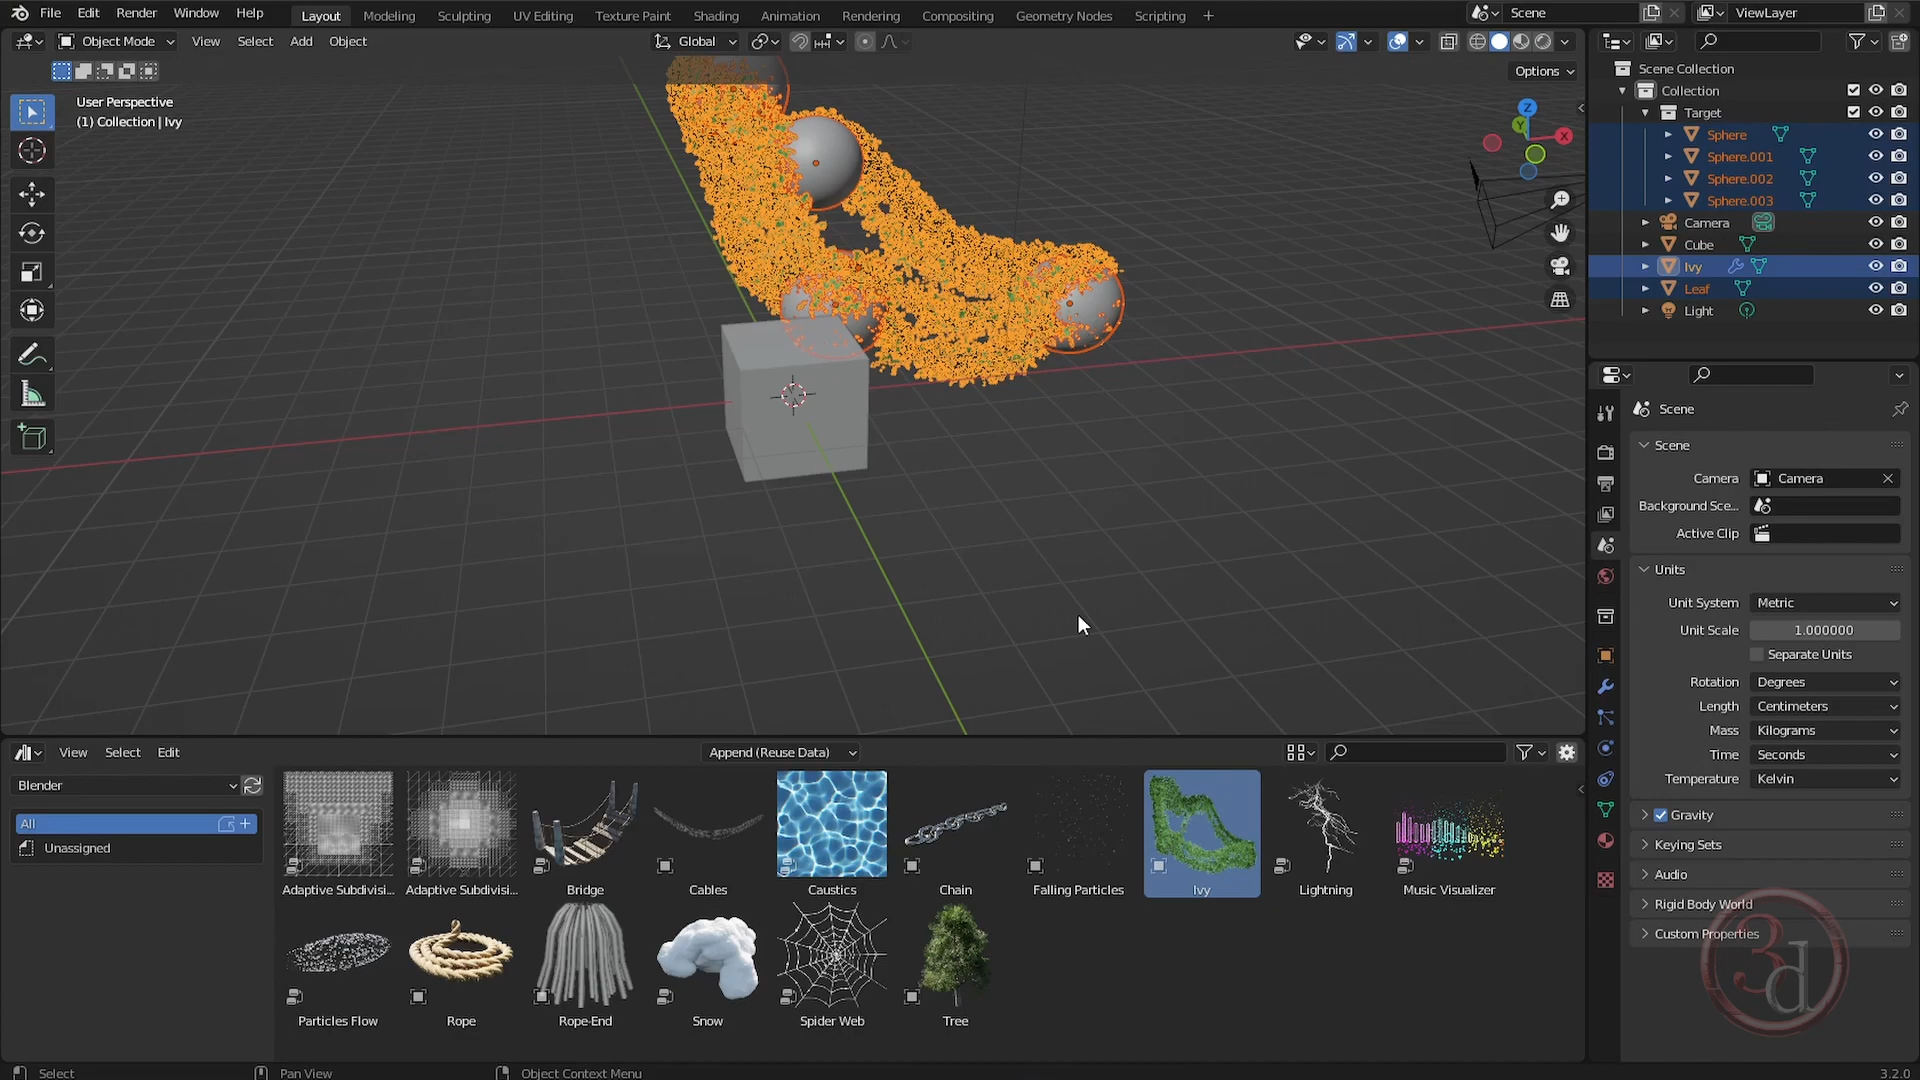 File Edit Render Window Help Layout Modeling Sculpting UV Editing Texture Paint Shading Animation Rendering Compositing Geometry Nodes Scripting + Scene ViewLayer
Object Mode View Select Add Object Global
Options
User Perspective
(1) Collection | Ivy
Z
Y
X
Scene Collection
Collection
Target
Sphere
Sphere.001
Sphere.002
Sphere.003
Camera
Cube
Ivy
Leaf
Light
Scene
Scene
Camera Camera
Background Sce...
Active Clip
Units
Unit System Metric
Unit Scale 1.000000
Separate Units
Rotation Degrees
Length Centimeters
Mass Kilograms
Time Seconds
Temperature Kelvin
Gravity
Keying Sets
Audio
Rigid Body World
Custom Properties
3d
View Select Edit Append (Reuse Data)
Blender
All
Unassigned
Adaptive Subdivisi... Adaptive Subdivisi... Bridge Cables Caustics Chain Falling Particles Ivy Lightning Music Visualizer
Particles Flow Rope Rope-End Snow Spider Web Tree
Select Pan View Object Context Menu 3.2.0